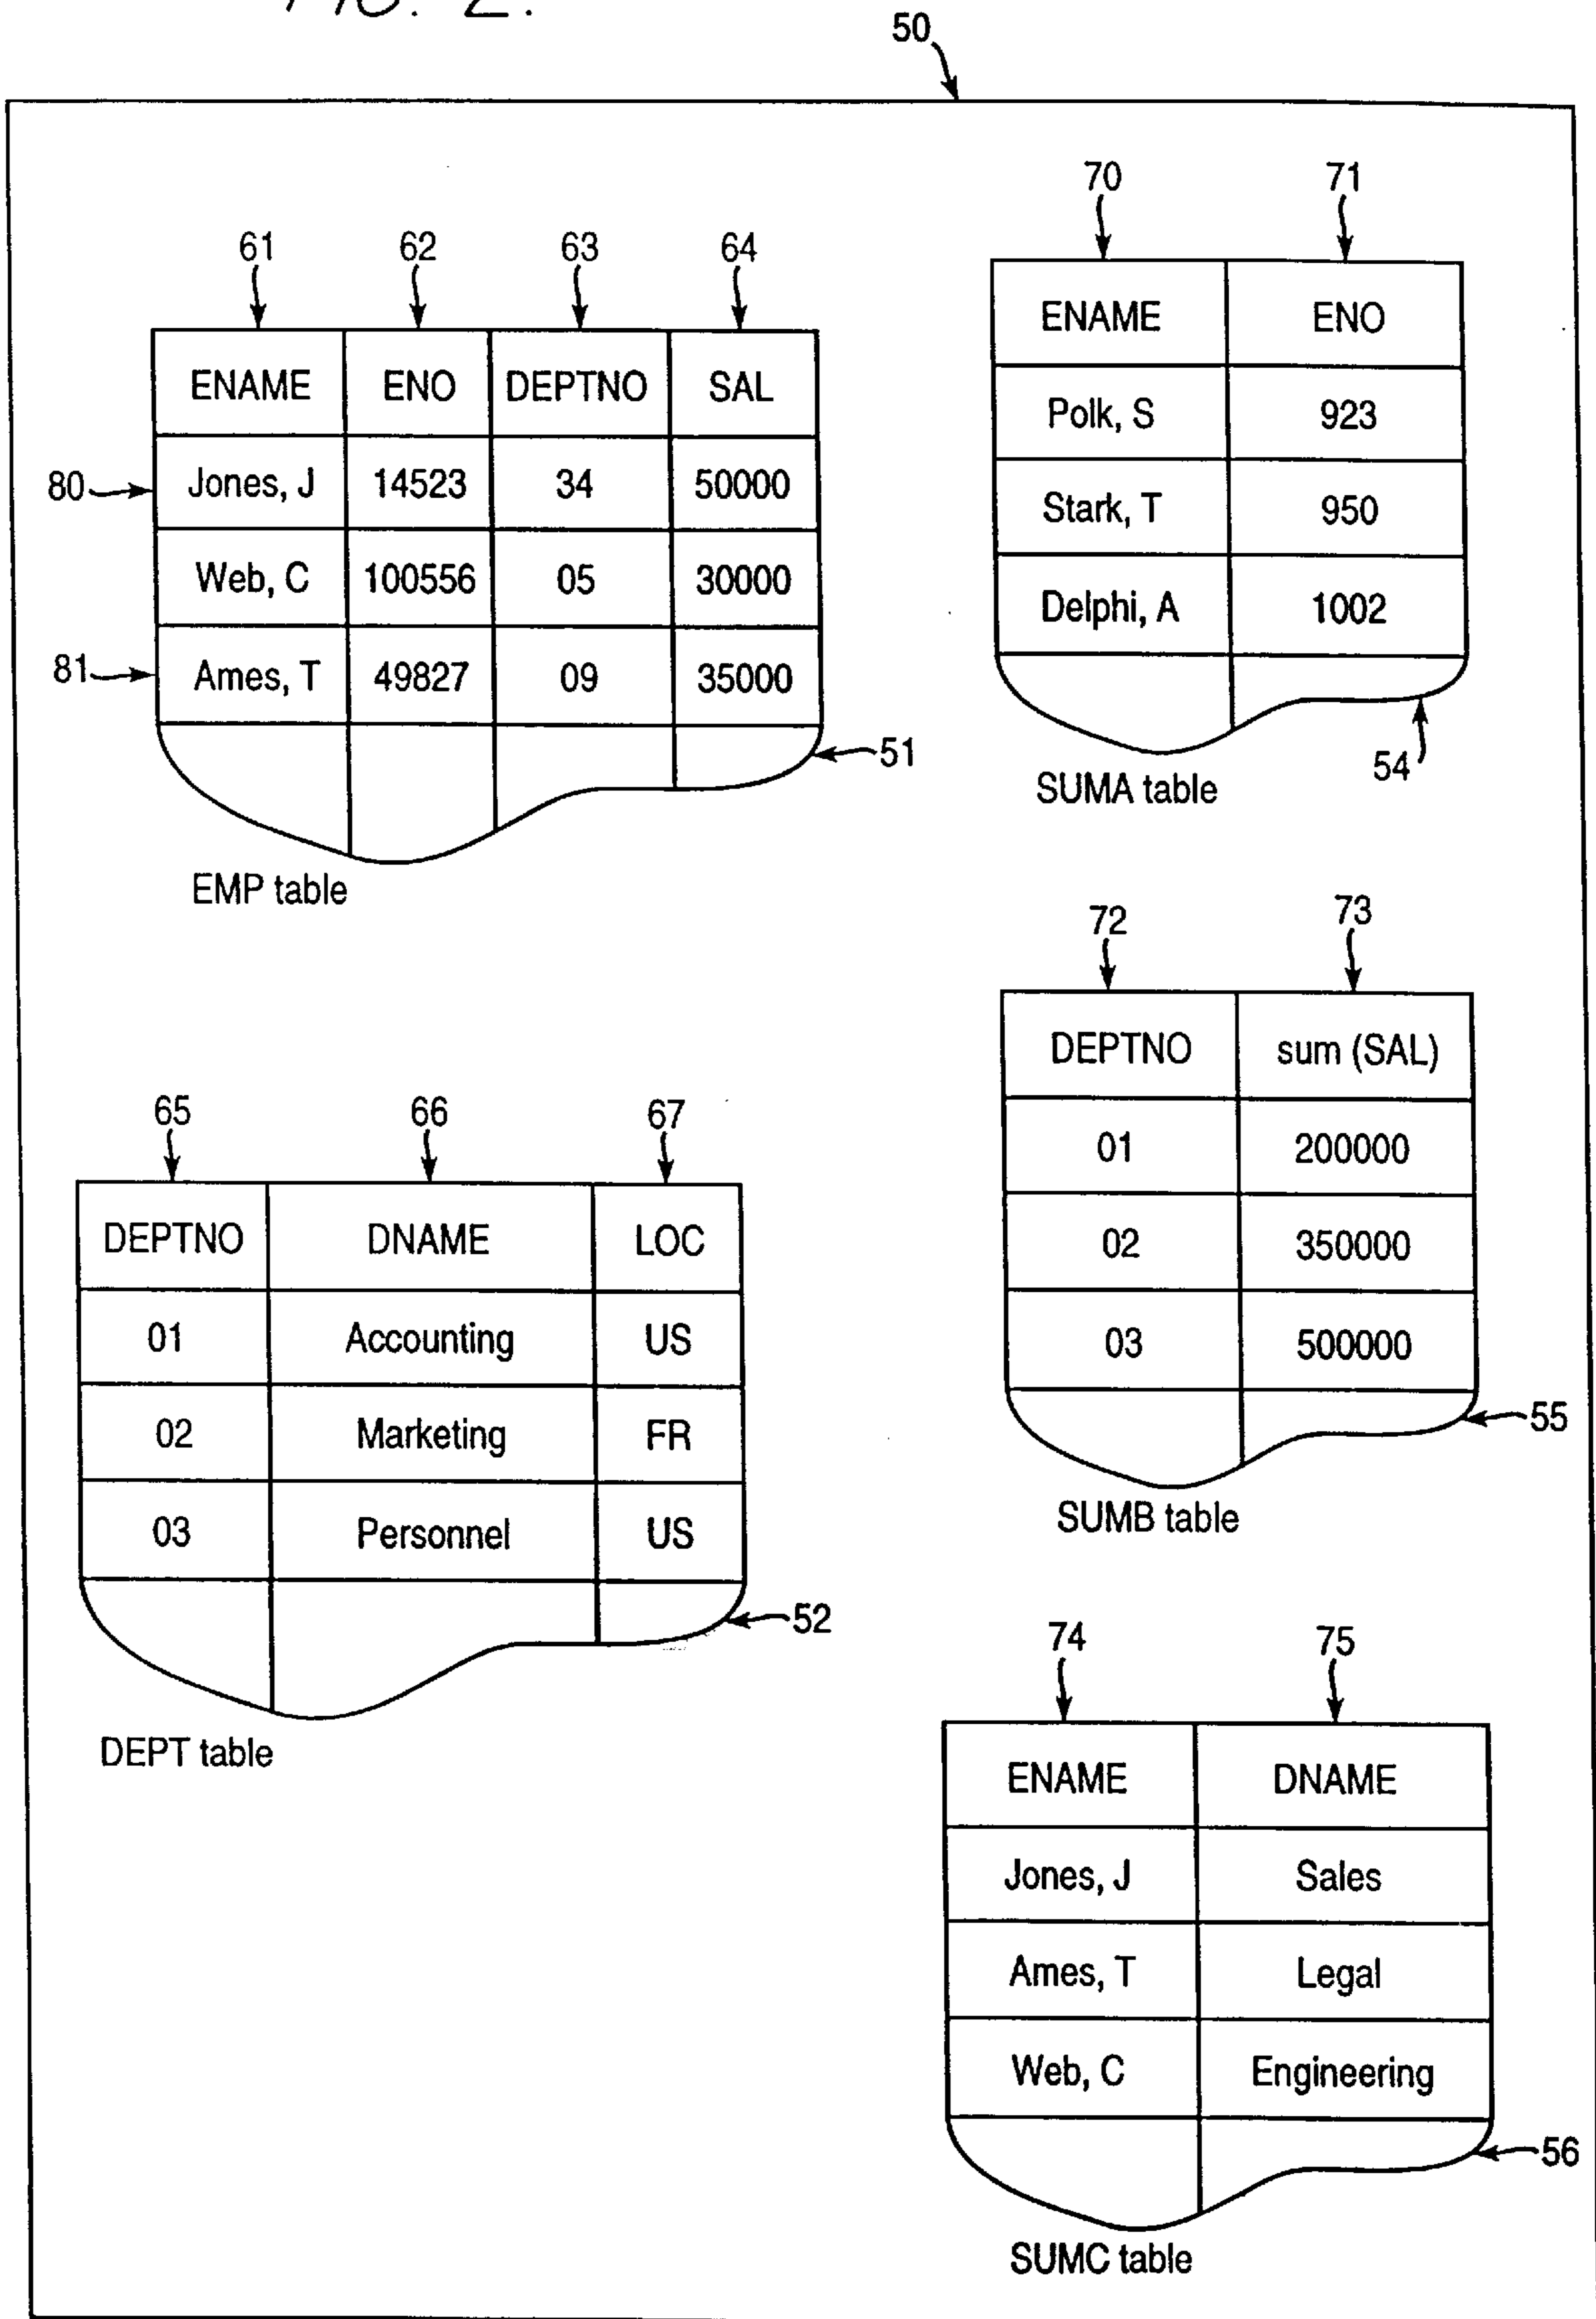 FIG. 2.
50
61 62 63 64
ENAME ENO DEPTNO SAL
80 Jones, J 14523 34 50000
Web, C 100556 05 30000
81 Ames, T 49827 09 35000
51
EMP table
70 71
ENAME ENO
Polk, S 923
Stark, T 950
Delphi, A 1002
54
SUMA table
65 66 67
DEPTNO DNAME LOC
01 Accounting US
02 Marketing FR
03 Personnel US
52
DEPT table
72 73
DEPTNO sum (SAL)
01 200000
02 350000
03 500000
55
SUMB table
74 75
ENAME DNAME
Jones, J Sales
Ames, T Legal
Web, C Engineering
56
SUMC table